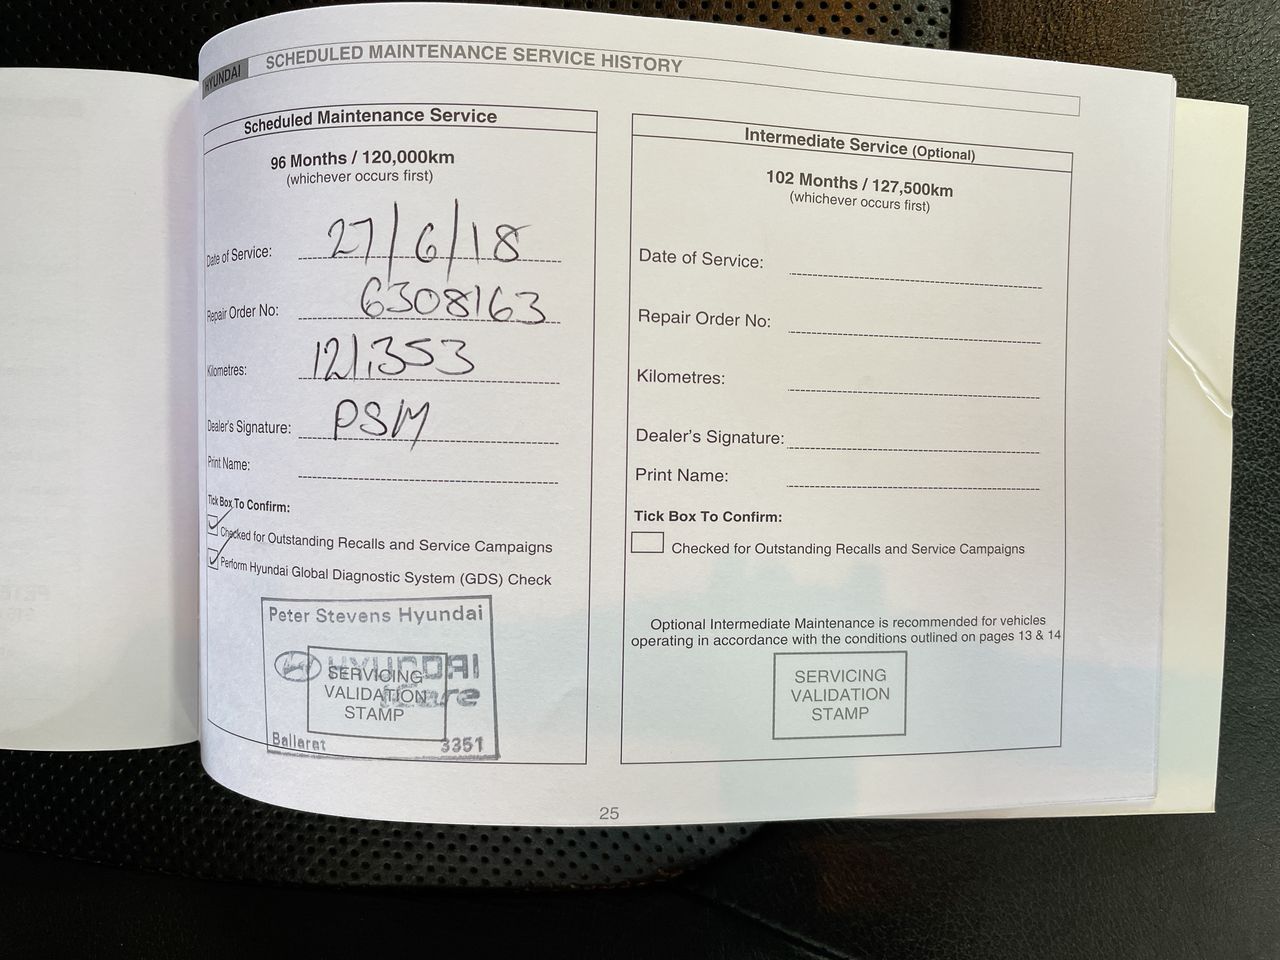 HYUNDAI
SCHEDULED MAINTENANCE SERVICE HISTORY
Scheduled Maintenance Service
96 Months / 120,000km
(whichever occurs first)
Date of Service: 27/6/18
Repair Order No: 6308163
Kilometres: 121,353
Dealer's Signature: PSM
Print Name:
Tick Box To Confirm:
Checked for Outstanding Recalls and Service Campaigns
Perform Hyundai Global Diagnostic System (GDS) Check
Peter Stevens Hyundai
HYUNDAI
iCare
SERVICING
VALIDATION
STAMP
Ballarat 3351
Intermediate Service (Optional)
102 Months / 127,500km
(whichever occurs first)
Date of Service:
Repair Order No:
Kilometres:
Dealer's Signature:
Print Name:
Tick Box To Confirm:
Checked for Outstanding Recalls and Service Campaigns
Optional Intermediate Maintenance is recommended for vehicles
operating in accordance with the conditions outlined on pages 13 & 14
SERVICING
VALIDATION
STAMP
25